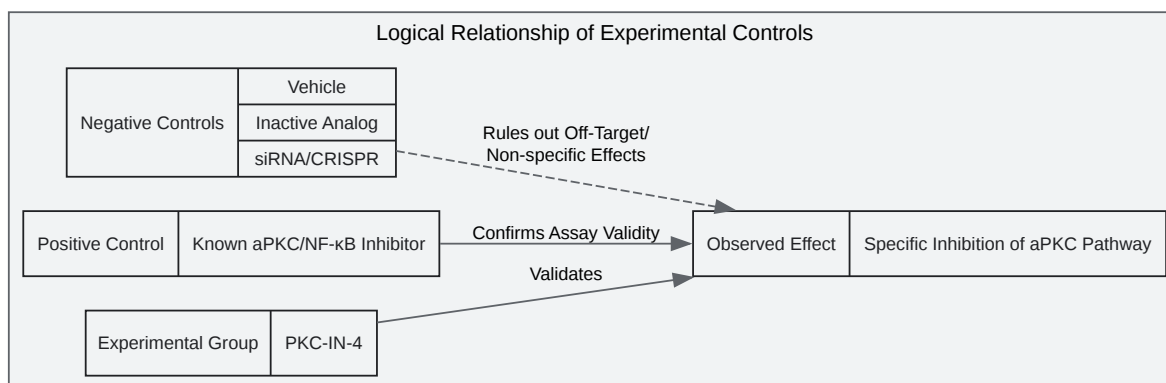 Logical Relationship of Experimental Controls
Negative Controls
Vehicle
Inactive Analog
siRNA/CRISPR
Rules out Off-Target/
Non-specific Effects
Positive Control
Known aPKC/NF-κB Inhibitor
Confirms Assay Validity
Observed Effect
Specific Inhibition of aPKC Pathway
Validates
Experimental Group
PKC-IN-4